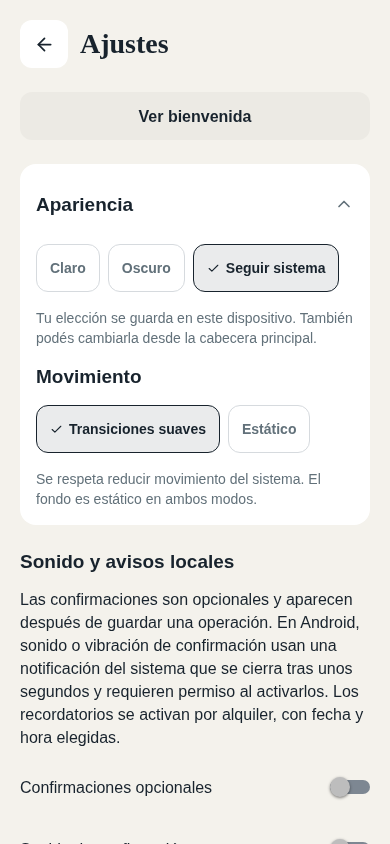 Ajustes
Ver bienvenida
Apariencia
Claro
Oscuro
Seguir sistema
Tu elección se guarda en este dispositivo. También
podés cambiarla desde la cabecera principal.
Movimiento
Transiciones suaves
Estático
Se respeta reducir movimiento del sistema. El
fondo es estático en ambos modos.
Sonido y avisos locales
Las confirmaciones son opcionales y aparecen
después de guardar una operación. En Android,
sonido o vibración de confirmación usan una
notificación del sistema que se cierra tras unos
segundos y requieren permiso al activarlos. Los
recordatorios se activan por alquiler, con fecha y
hora elegidas.
Confirmaciones opcionales